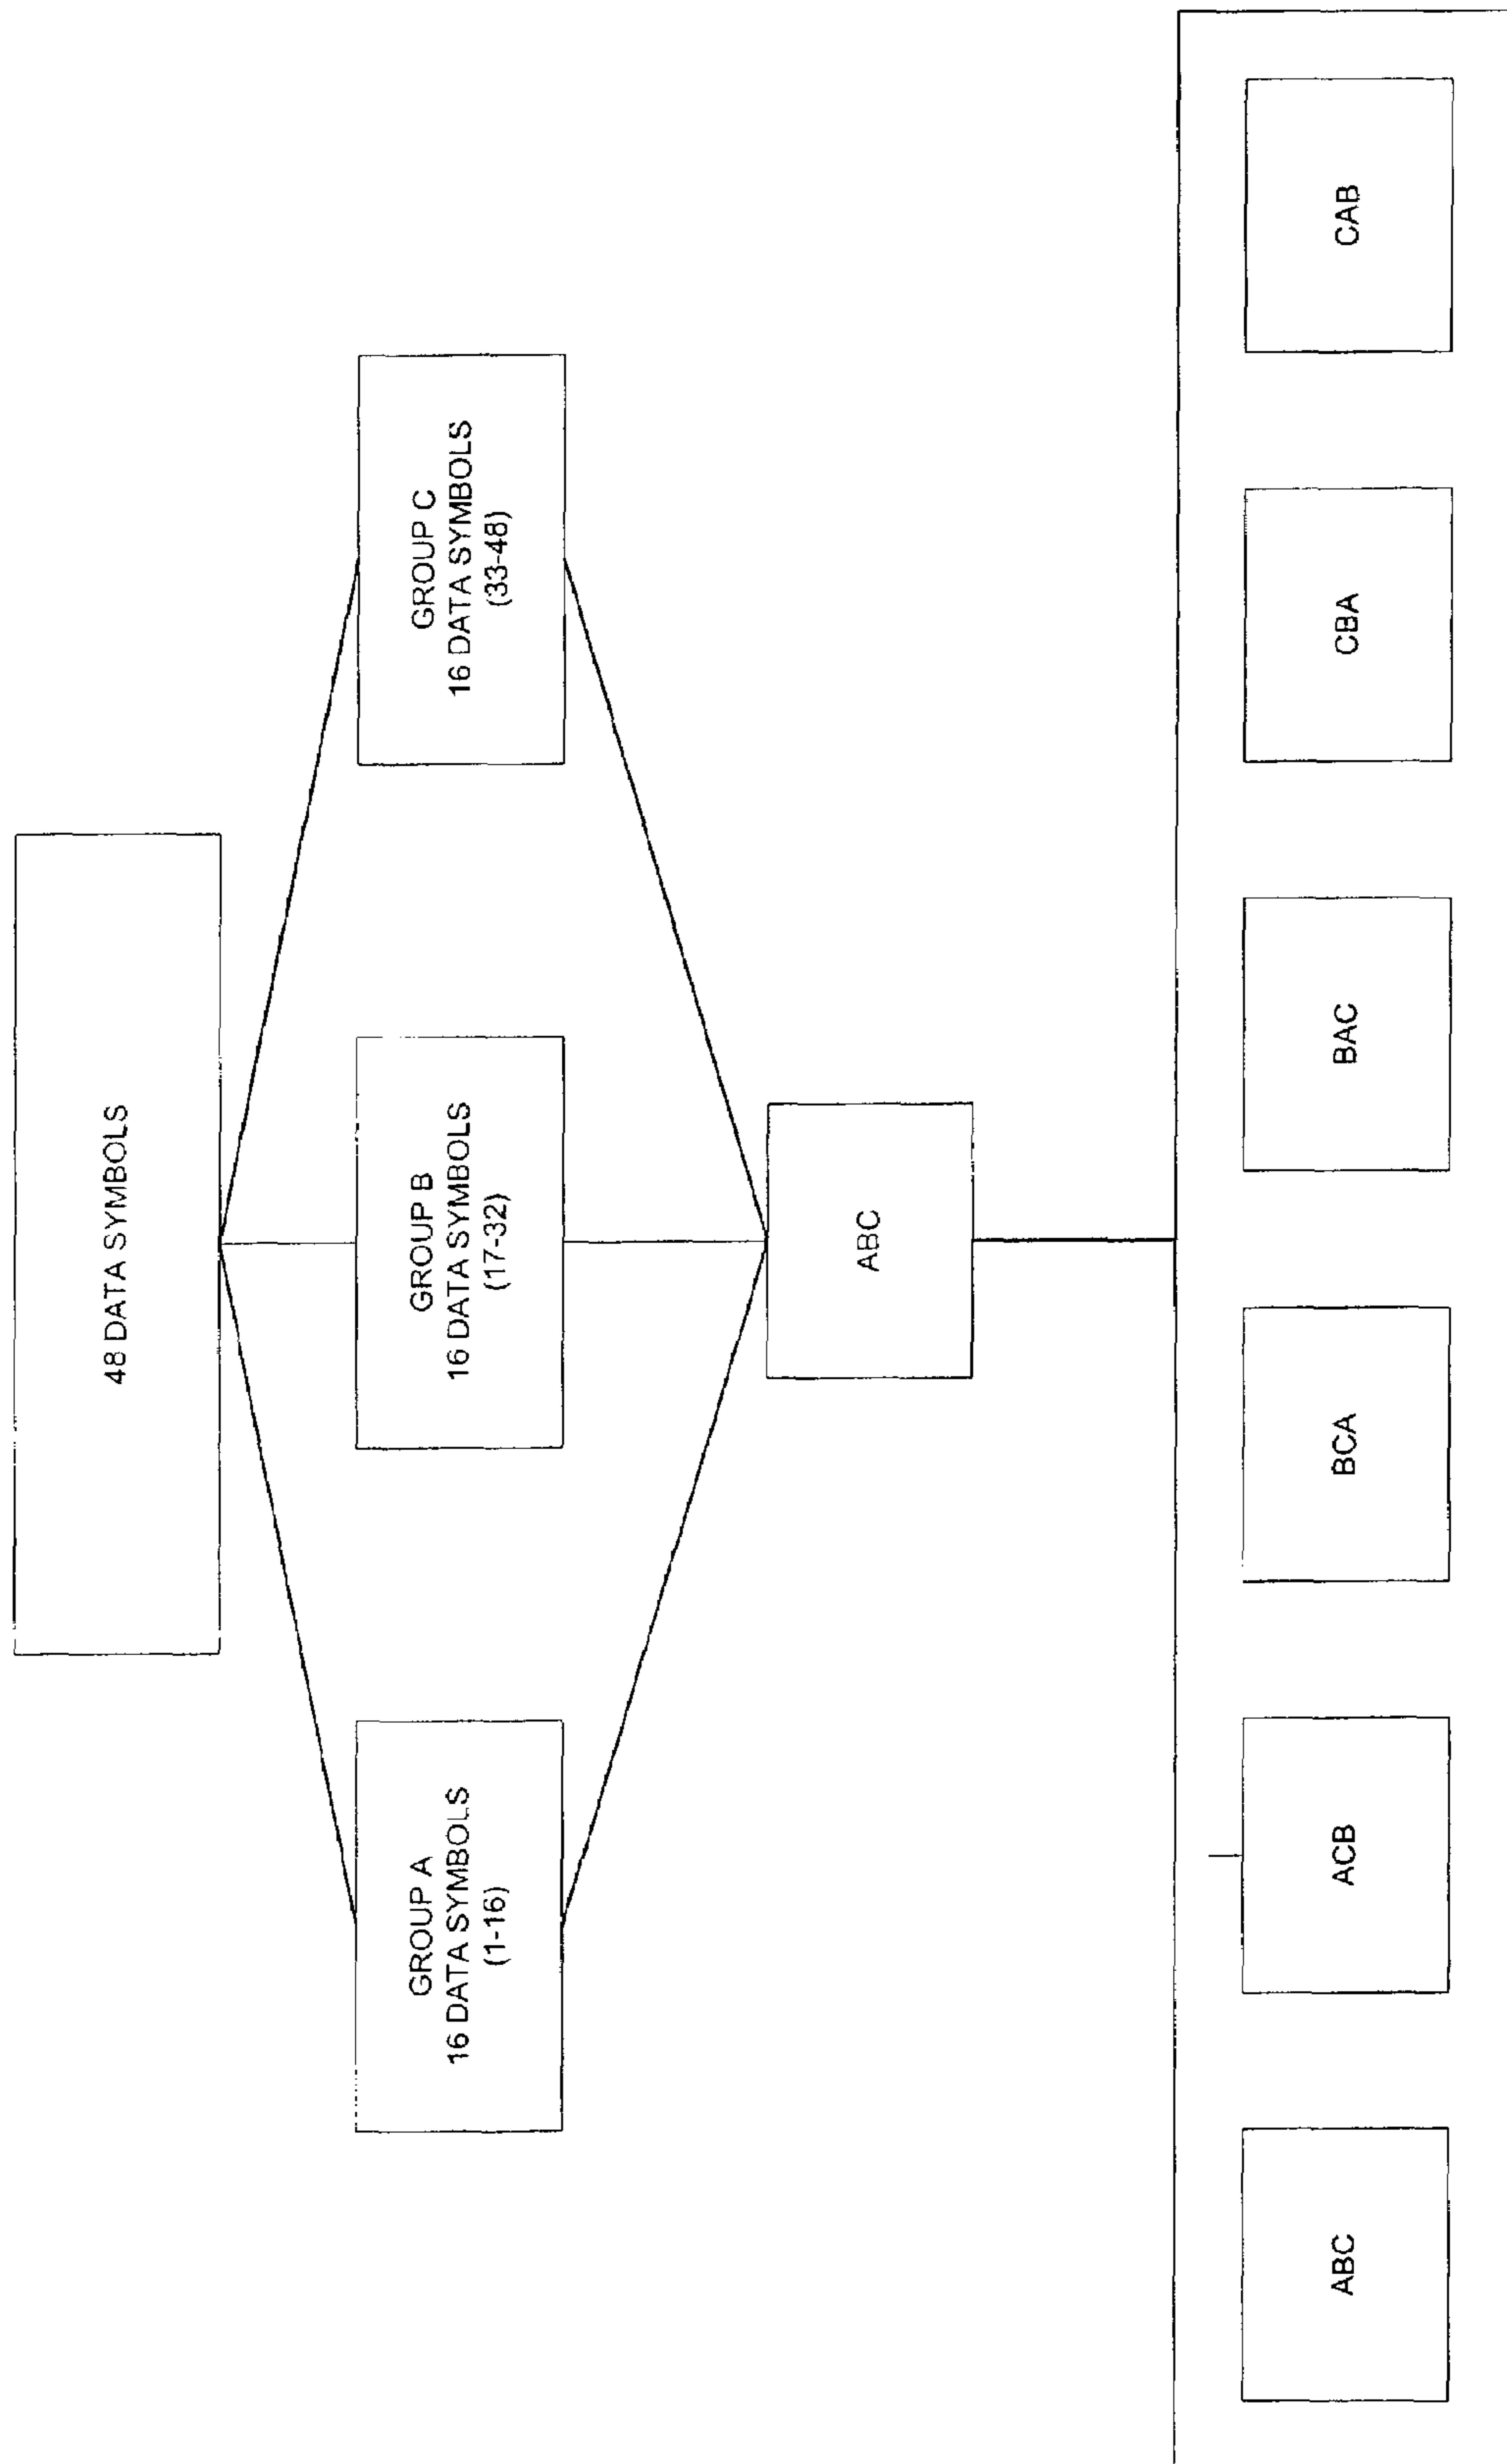 48 DATA SYMBOLS
GROUP A
16 DATA SYMBOLS
(1-16)
GROUP B
16 DATA SYMBOLS
(17-32)
GROUP C
16 DATA SYMBOLS
(33-48)
ABC
ABC
ACB
BCA
BAC
CBA
CAB